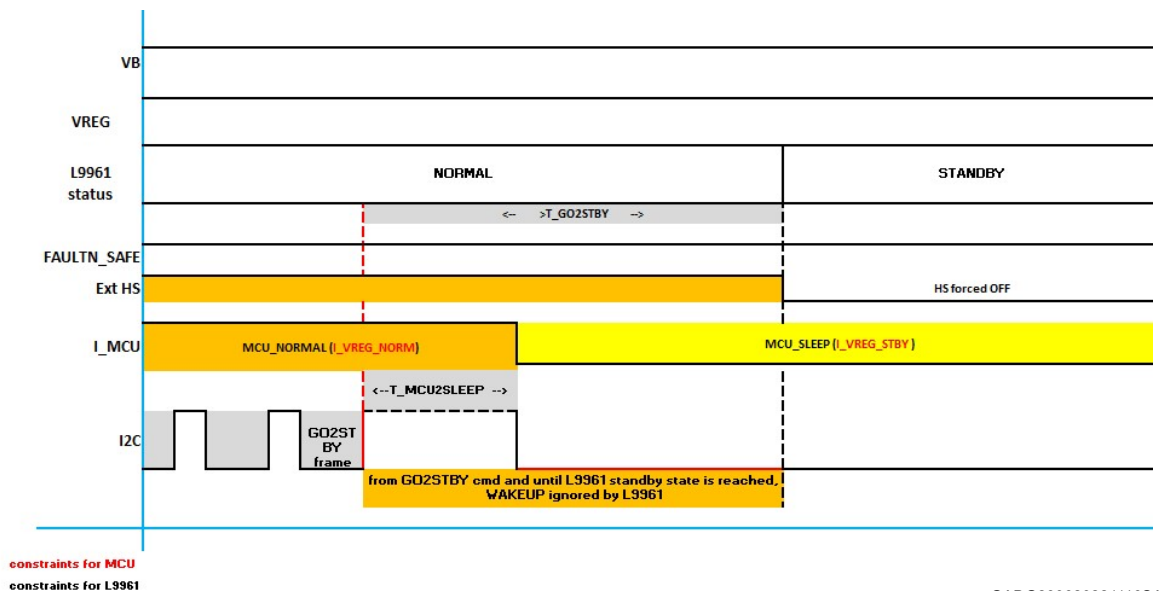 VB
VREG
L9961
status
NORMAL
STANDBY
<-- >T_GO2STBY -->
FAULTN_SAFE
Ext HS
HS forced OFF
I_MCU
MCU_NORMAL (I_VREG_NORM)
MCU_SLEEP (I_VREG_STBY )
<--T_MCU2SLEEP -->
I2C
GO2ST
BY
frame
from GO2STBY cmd and until L9961 standby state is reached,
WAKEUP ignored by L9961
constraints for MCU
constraints for L9961